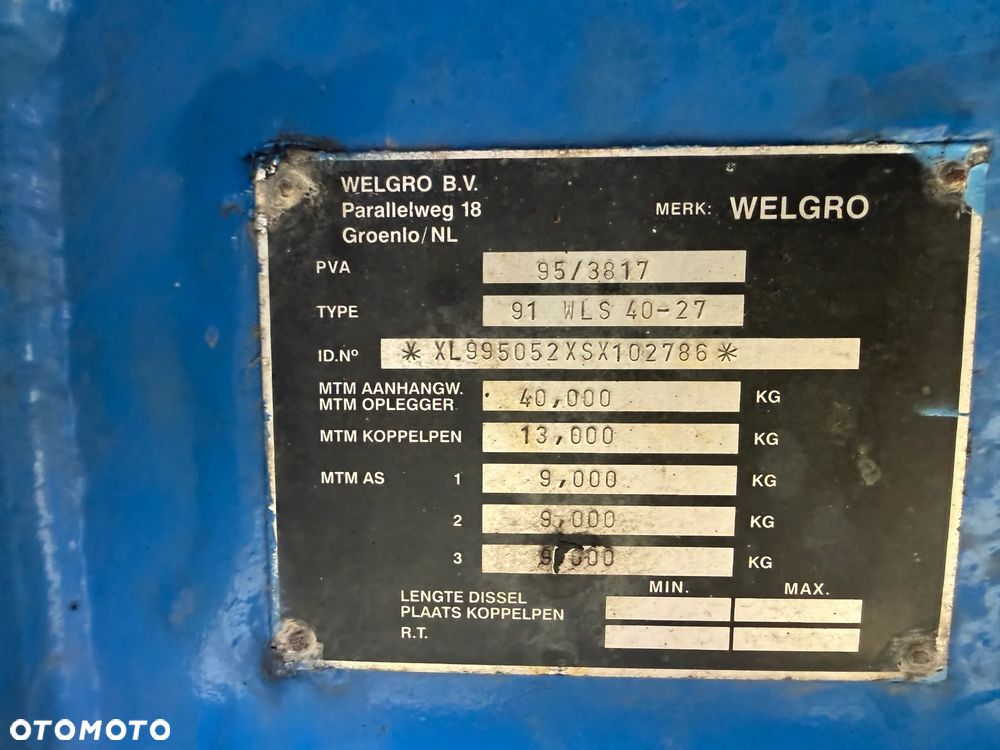 WELGRO B.V.
Parallelweg 18
Groenlo/NL
MERK: WELGRO
PVA 95/3817
TYPE 91 WLS 40-27
ID.Nº *XL995052XSX102786*
MTM AANHANGW.
MTM OPLEGGER 40,000 KG
MTM KOPPELPEN 13,000 KG
MTM AS 1 9,000 KG
2 9,000 KG
3 9,000 KG
MIN. MAX.
LENGTE DISSEL
PLAATS KOPPELPEN
R.T.
OTOMOTO